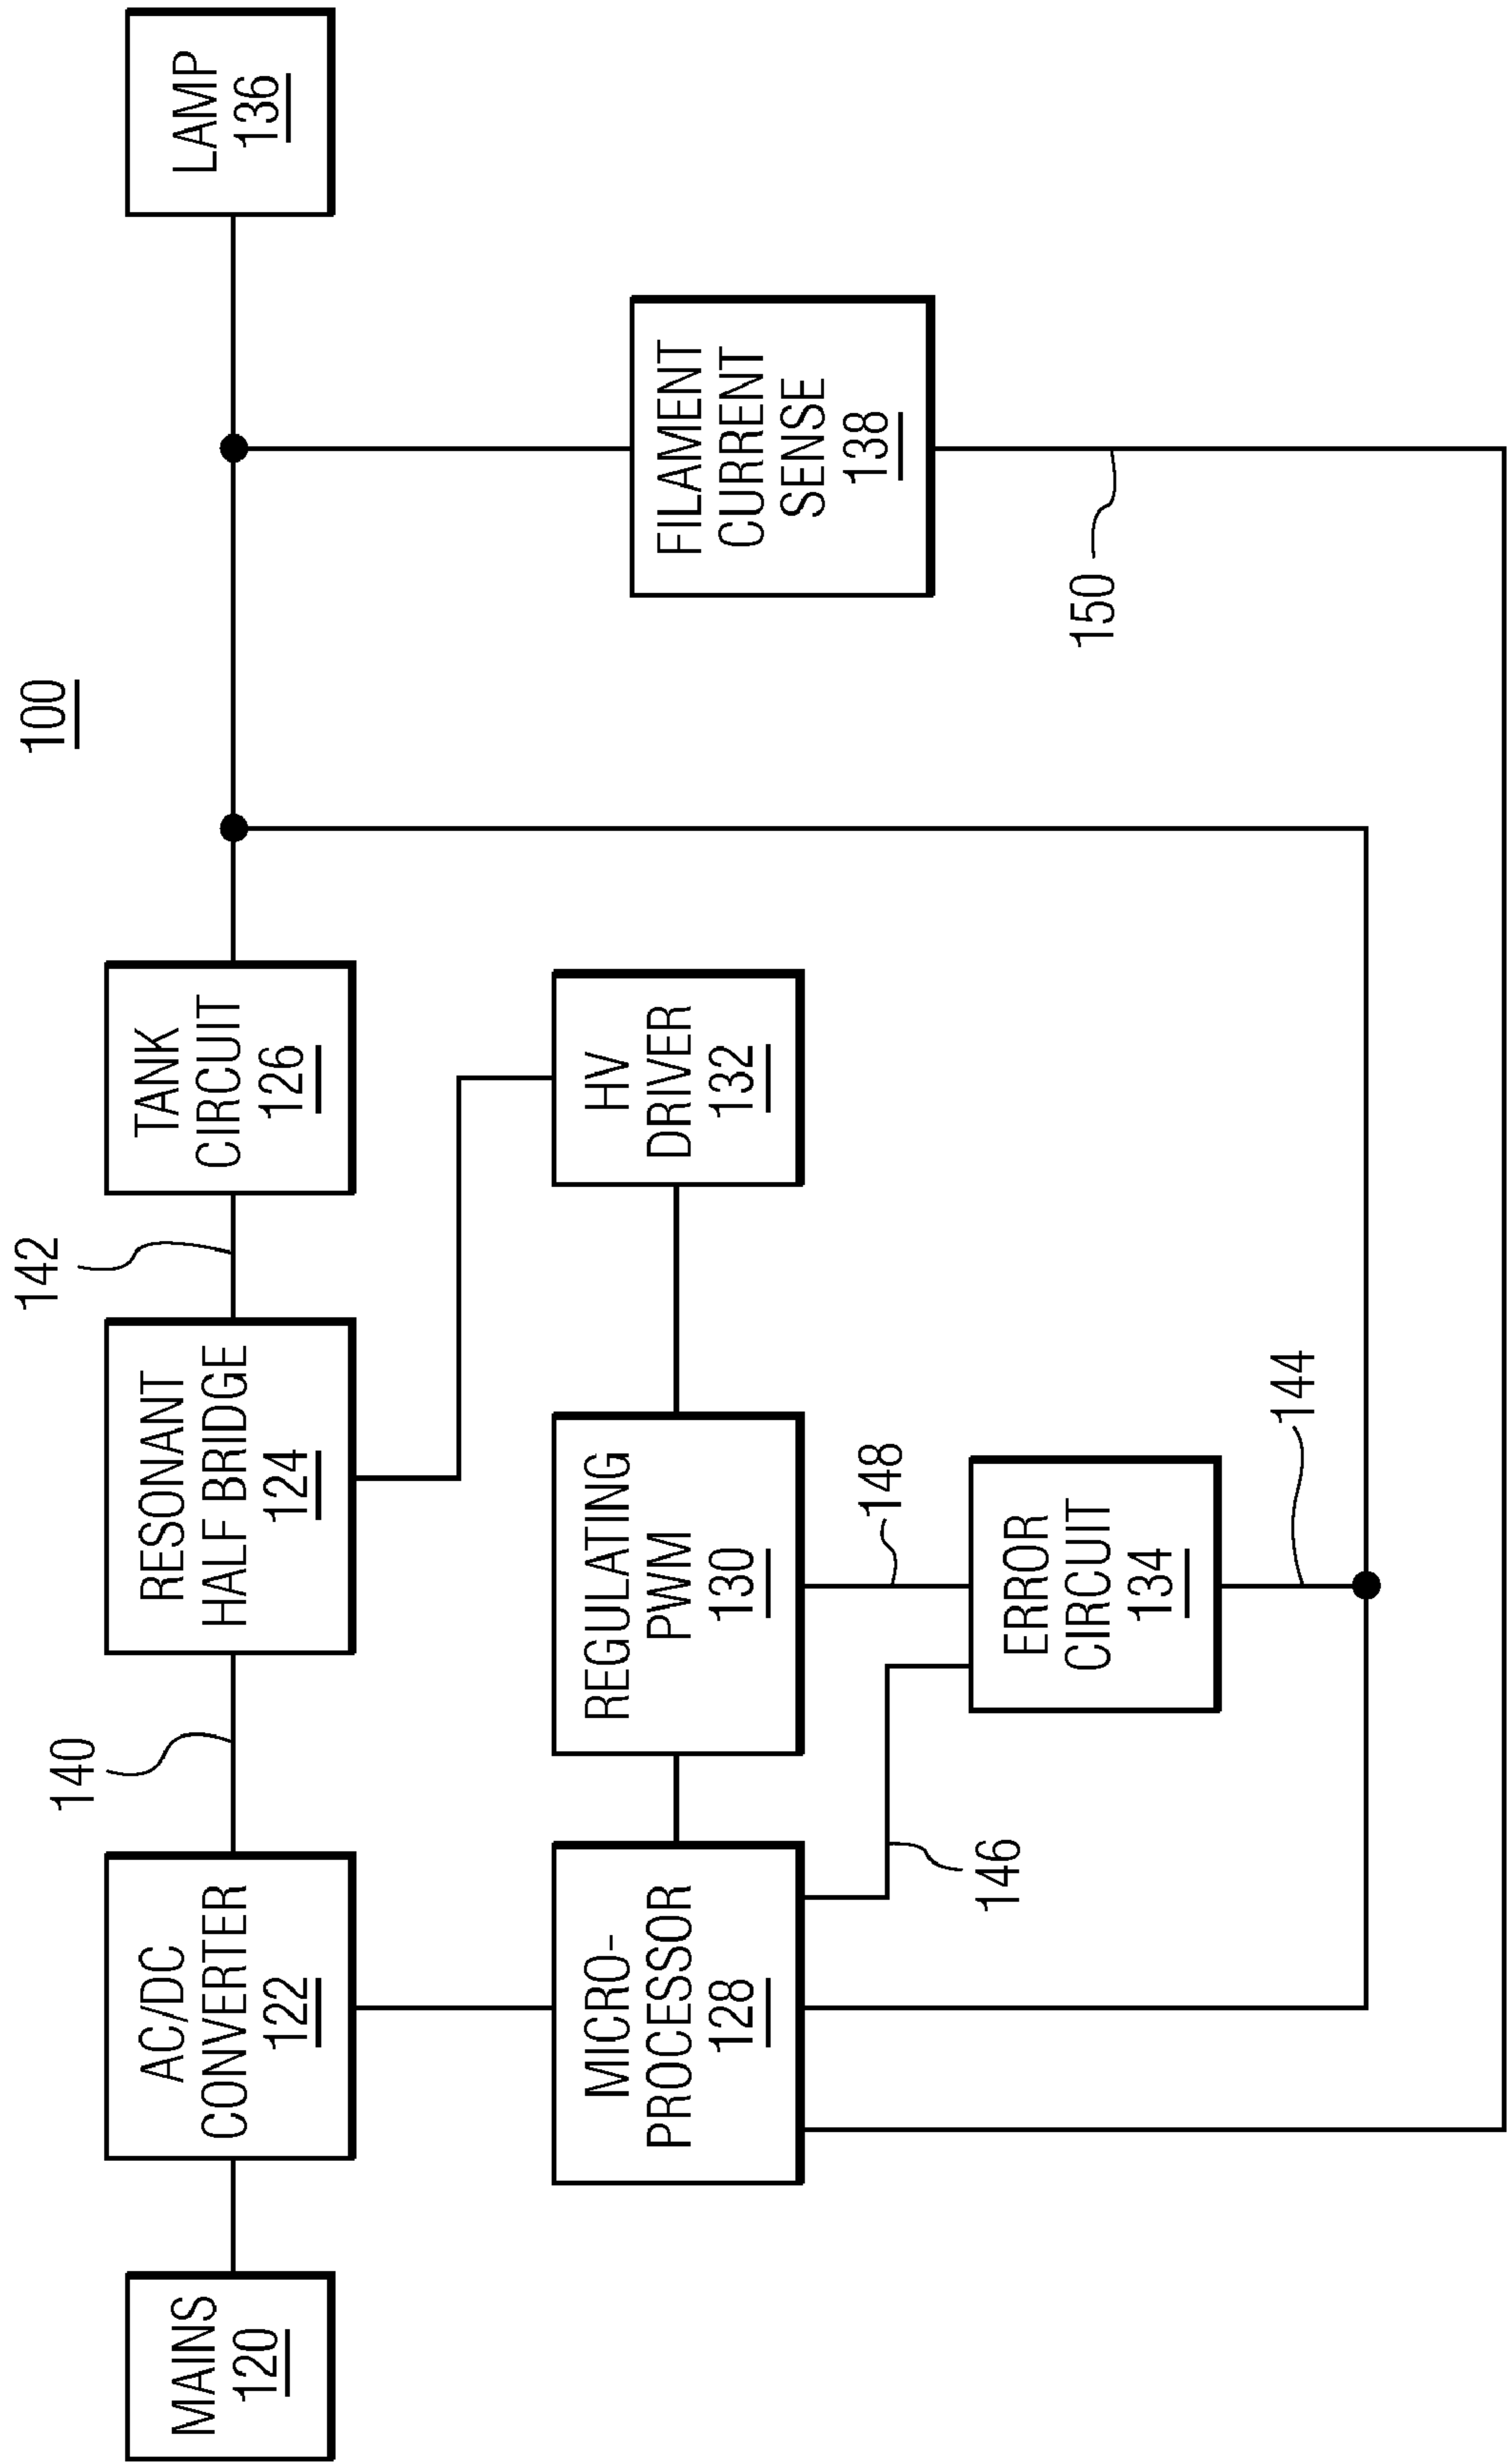 100
MAINS
120
140
AC/DC
CONVERTER
122
RESONANT
HALF BRIDGE
124
142
TANK
CIRCUIT
126
LAMP
136
MICRO-
PROCESSOR
128
REGULATING
PWM
130
HV
DRIVER
132
FILAMENT
CURRENT
SENSE
138
146
148
ERROR
CIRCUIT
134
144
150